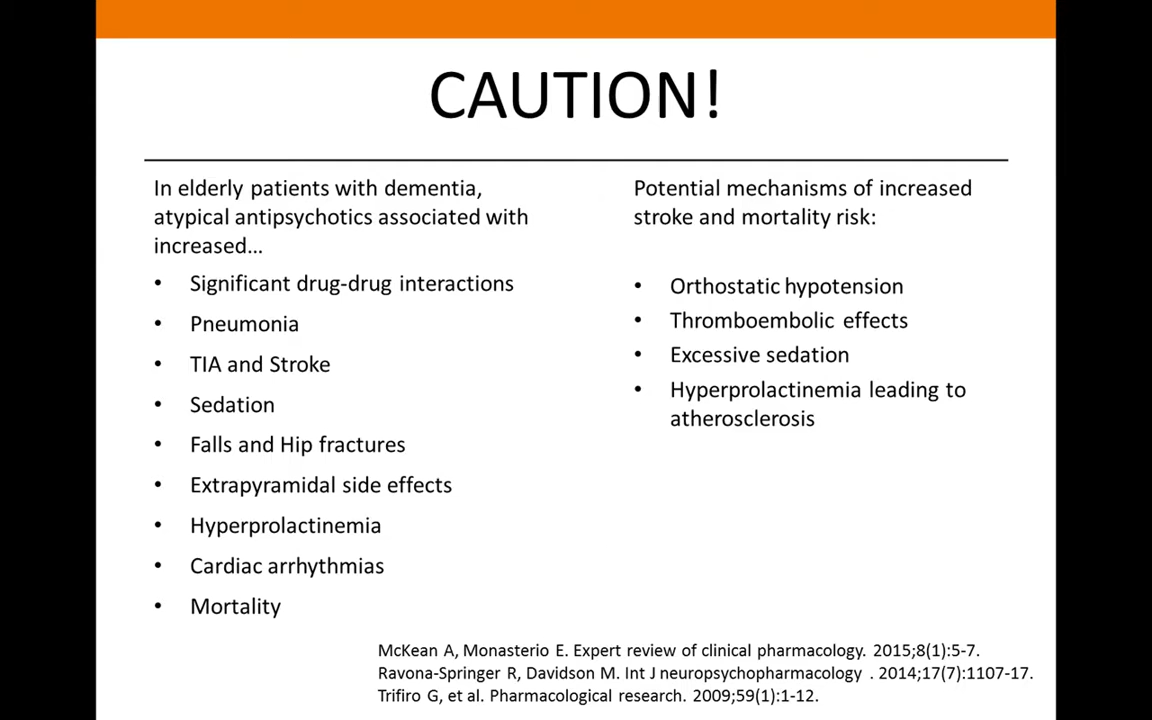 CAUTION!
In elderly patients with dementia,
atypical antipsychotics associated with
increased…
• Significant drug-drug interactions
• Pneumonia
• TIA and Stroke
• Sedation
• Falls and Hip fractures
• Extrapyramidal side effects
• Hyperprolactinemia
• Cardiac arrhythmias
• Mortality
Potential mechanisms of increased
stroke and mortality risk:
• Orthostatic hypotension
• Thromboembolic effects
• Excessive sedation
• Hyperprolactinemia leading to
atherosclerosis
McKean A, Monasterio E. Expert review of clinical pharmacology. 2015;8(1):5-7.
Ravona-Springer R, Davidson M. Int J neuropsychopharmacology . 2014;17(7):1107-17.
Trifiro G, et al. Pharmacological research. 2009;59(1):1-12.